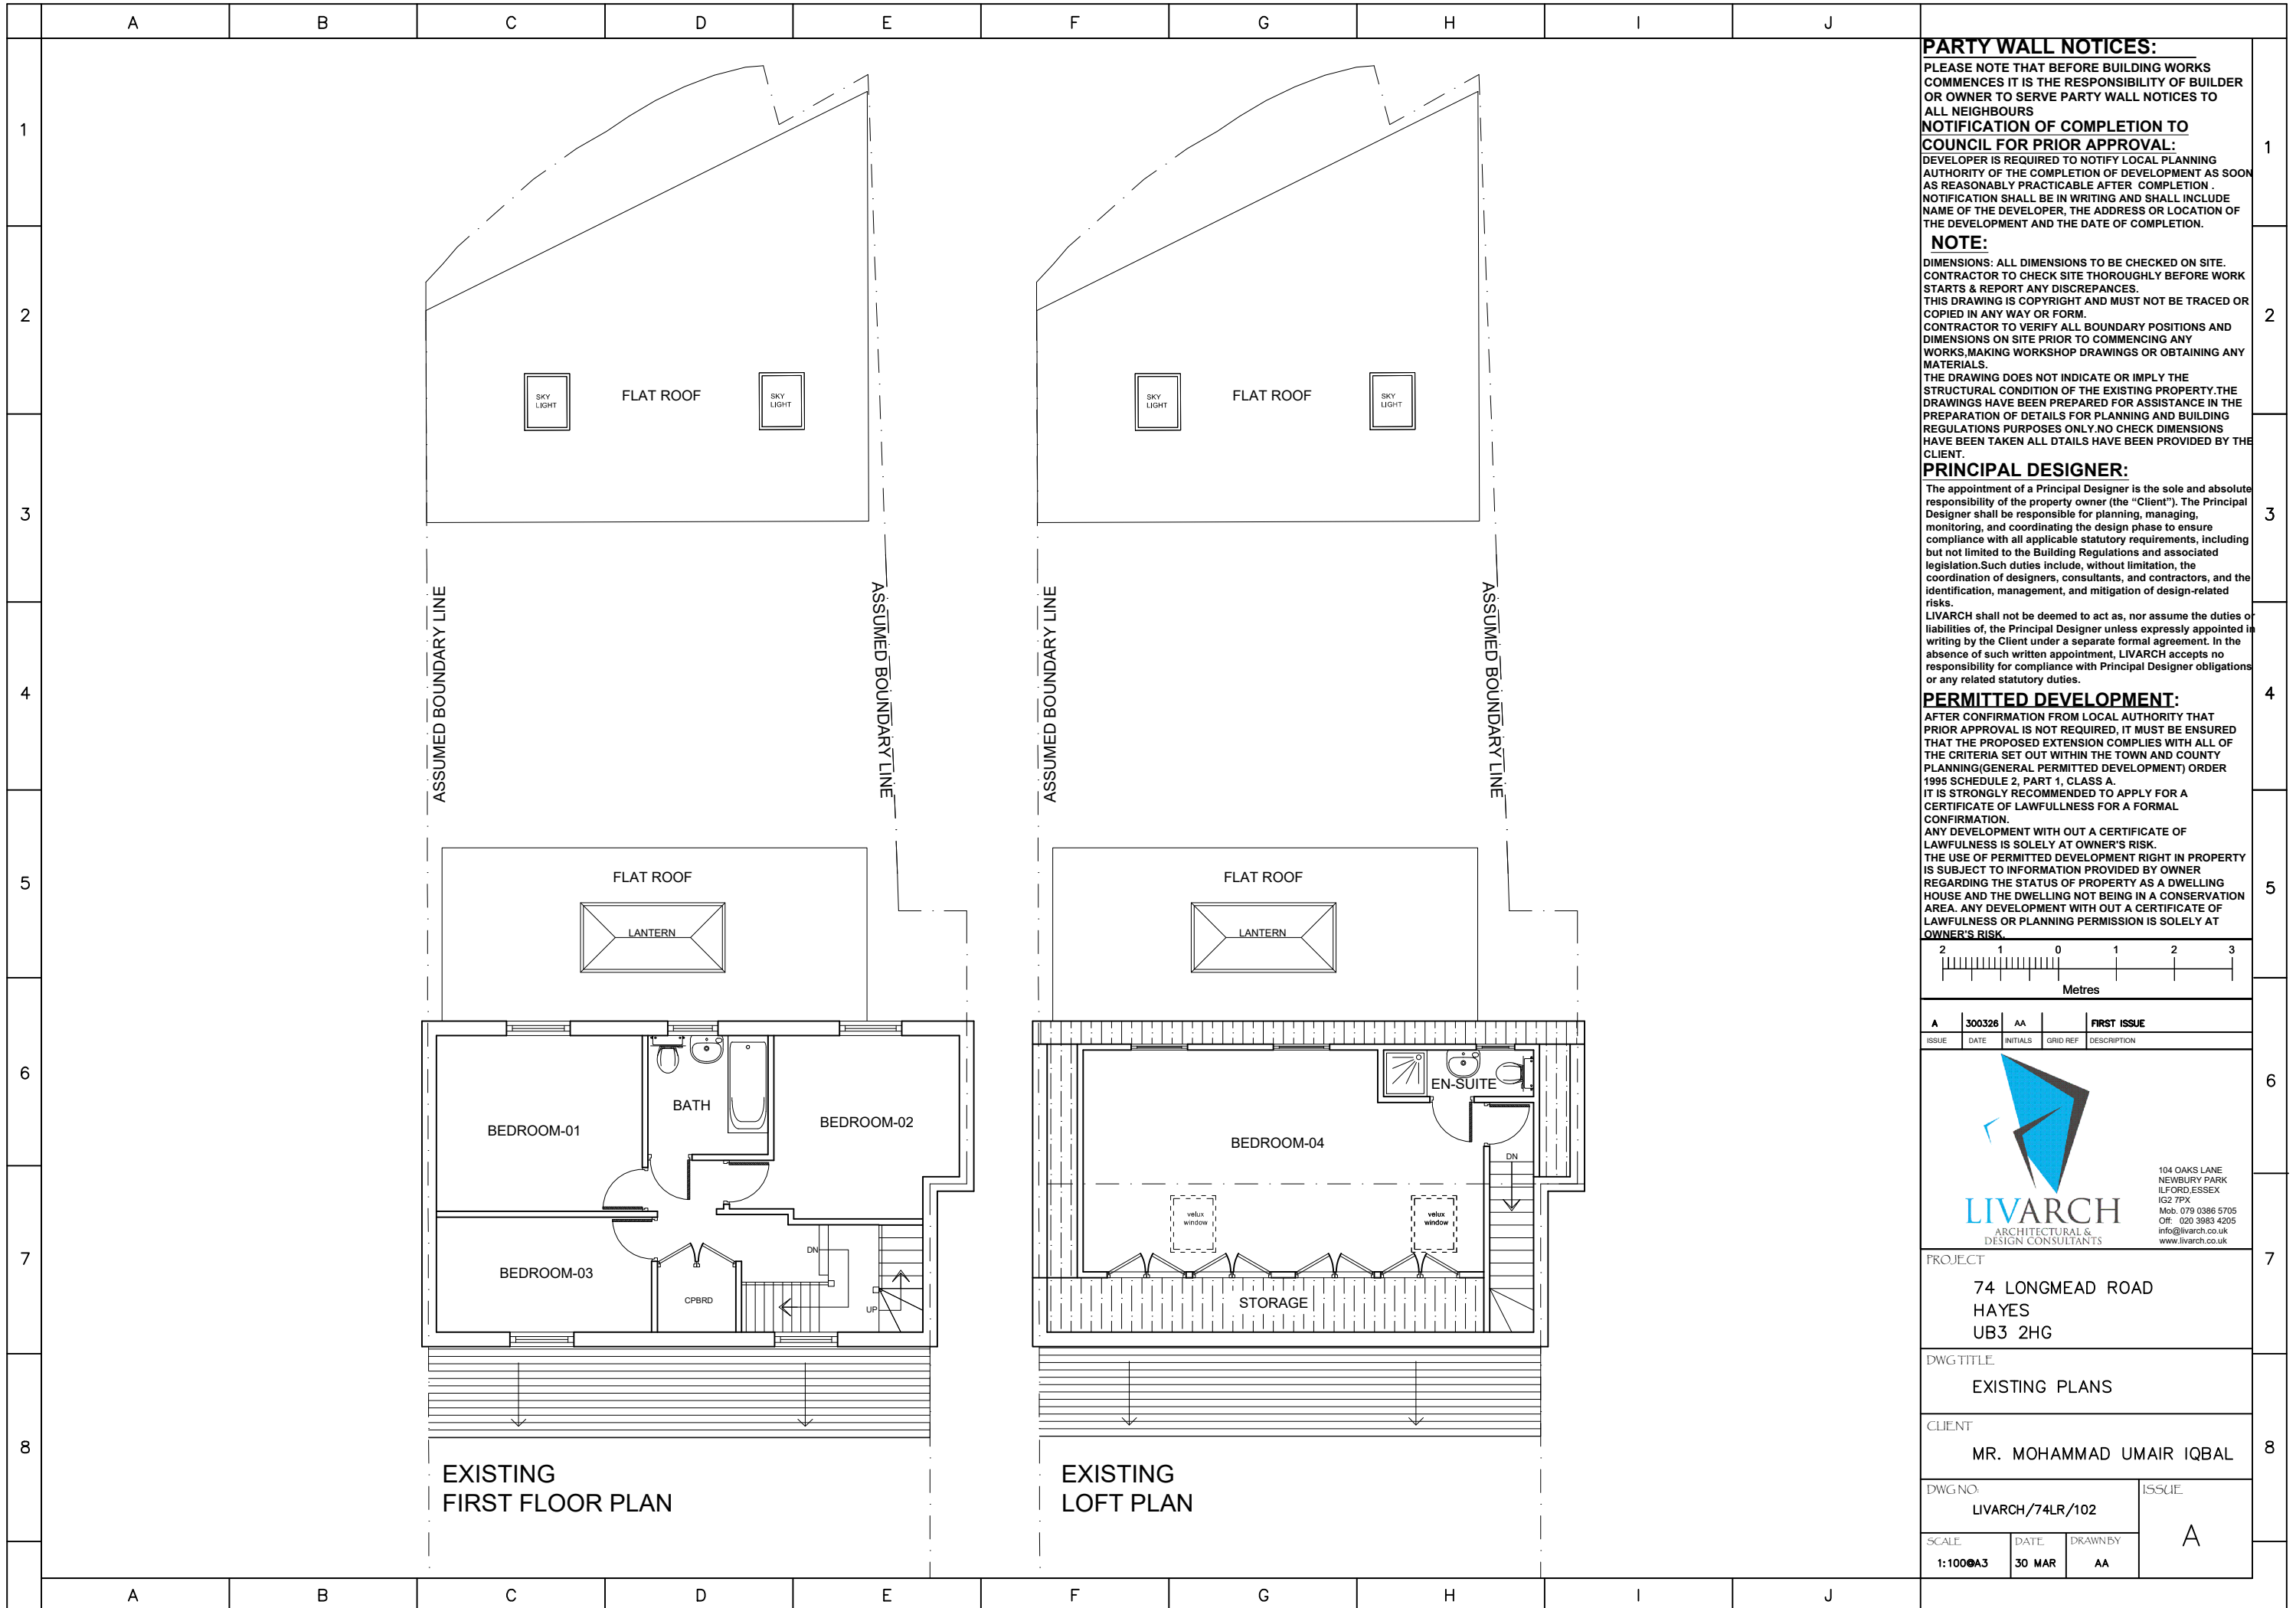 A B C D E F G H I J
1
2
3
4
5
6
7
8
SKY
LIGHT
FLAT ROOF
SKY
LIGHT
ASSUMED BOUNDARY LINE
ASSUMED BOUNDARY LINE
FLAT ROOF
LANTERN
BEDROOM-01
BATH
BEDROOM-02
BEDROOM-03
CPBRD
DN
UP
EXISTING
FIRST FLOOR PLAN
SKY
LIGHT
FLAT ROOF
SKY
LIGHT
ASSUMED BOUNDARY LINE
ASSUMED BOUNDARY LINE
FLAT ROOF
LANTERN
EN-SUITE
BEDROOM-04
DN
velux
window
velux
window
STORAGE
EXISTING
LOFT PLAN
PARTY WALL NOTICES:
PLEASE NOTE THAT BEFORE BUILDING WORKS
COMMENCES IT IS THE RESPONSIBILITY OF BUILDER
OR OWNER TO SERVE PARTY WALL NOTICES TO
ALL NEIGHBOURS
NOTIFICATION OF COMPLETION TO
COUNCIL FOR PRIOR APPROVAL:
DEVELOPER IS REQUIRED TO NOTIFY LOCAL PLANNING
AUTHORITY OF THE COMPLETION OF DEVELOPMENT AS SOON
AS REASONABLY PRACTICABLE AFTER COMPLETION .
NOTIFICATION SHALL BE IN WRITING AND SHALL INCLUDE
NAME OF THE DEVELOPER, THE ADDRESS OR LOCATION OF
THE DEVELOPMENT AND THE DATE OF COMPLETION.
NOTE:
DIMENSIONS: ALL DIMENSIONS TO BE CHECKED ON SITE.
CONTRACTOR TO CHECK SITE THOROUGHLY BEFORE WORK
STARTS & REPORT ANY DISCREPANCES.
THIS DRAWING IS COPYRIGHT AND MUST NOT BE TRACED OR
COPIED IN ANY WAY OR FORM.
CONTRACTOR TO VERIFY ALL BOUNDARY POSITIONS AND
DIMENSIONS ON SITE PRIOR TO COMMENCING ANY
WORKS,MAKING WORKSHOP DRAWINGS OR OBTAINING ANY
MATERIALS.
THE DRAWING DOES NOT INDICATE OR IMPLY THE
STRUCTURAL CONDITION OF THE EXISTING PROPERTY.THE
DRAWINGS HAVE BEEN PREPARED FOR ASSISTANCE IN THE
PREPARATION OF DETAILS FOR PLANNING AND BUILDING
REGULATIONS PURPOSES ONLY.NO CHECK DIMENSIONS
HAVE BEEN TAKEN ALL DTAILS HAVE BEEN PROVIDED BY THE
CLIENT.
PRINCIPAL DESIGNER:
The appointment of a Principal Designer is the sole and absolute
responsibility of the property owner (the “Client”). The Principal
Designer shall be responsible for planning, managing,
monitoring, and coordinating the design phase to ensure
compliance with all applicable statutory requirements, including
but not limited to the Building Regulations and associated
legislation.Such duties include, without limitation, the
coordination of designers, consultants, and contractors, and the
identification, management, and mitigation of design-related
risks.
LIVARCH shall not be deemed to act as, nor assume the duties or
liabilities of, the Principal Designer unless expressly appointed in
writing by the Client under a separate formal agreement. In the
absence of such written appointment, LIVARCH accepts no
responsibility for compliance with Principal Designer obligations
or any related statutory duties.
PERMITTED DEVELOPMENT:
AFTER CONFIRMATION FROM LOCAL AUTHORITY THAT
PRIOR APPROVAL IS NOT REQUIRED, IT MUST BE ENSURED
THAT THE PROPOSED EXTENSION COMPLIES WITH ALL OF
THE CRITERIA SET OUT WITHIN THE TOWN AND COUNTY
PLANNING(GENERAL PERMITTED DEVELOPMENT) ORDER
1995 SCHEDULE 2, PART 1, CLASS A.
IT IS STRONGLY RECOMMENDED TO APPLY FOR A
CERTIFICATE OF LAWFULLNESS FOR A FORMAL
CONFIRMATION.
ANY DEVELOPMENT WITH OUT A CERTIFICATE OF
LAWFULNESS IS SOLELY AT OWNER'S RISK.
THE USE OF PERMITTED DEVELOPMENT RIGHT IN PROPERTY
IS SUBJECT TO INFORMATION PROVIDED BY OWNER
REGARDING THE STATUS OF PROPERTY AS A DWELLING
HOUSE AND THE DWELLING NOT BEING IN A CONSERVATION
AREA. ANY DEVELOPMENT WITH OUT A CERTIFICATE OF
LAWFULNESS OR PLANNING PERMISSION IS SOLELY AT
OWNER'S RISK.
2 1 0 1 2 3
Metres
A 300326 AA FIRST ISSUE
ISSUE DATE INITIALS GRID REF DESCRIPTION
LIVARCH
ARCHITECTURAL &
DESIGN CONSULTANTS
104 OAKS LANE
NEWBURY PARK
ILFORD,ESSEX
IG2 7PX
Mob. 079 0386 5705
Off: 020 3983 4205
info@livarch.co.uk
www.livarch.co.uk
PROJECT
74 LONGMEAD ROAD
HAYES
UB3 2HG
DWG TITLE
EXISTING PLANS
CLIENT
MR. MOHAMMAD UMAIR IQBAL
DWG NO:
LIVARCH/74LR/102
ISSUE
A
SCALE DATE DRAWN BY
1:100@A3 30 MAR AA
1
2
3
4
5
6
7
8
A B C D E F G H I J